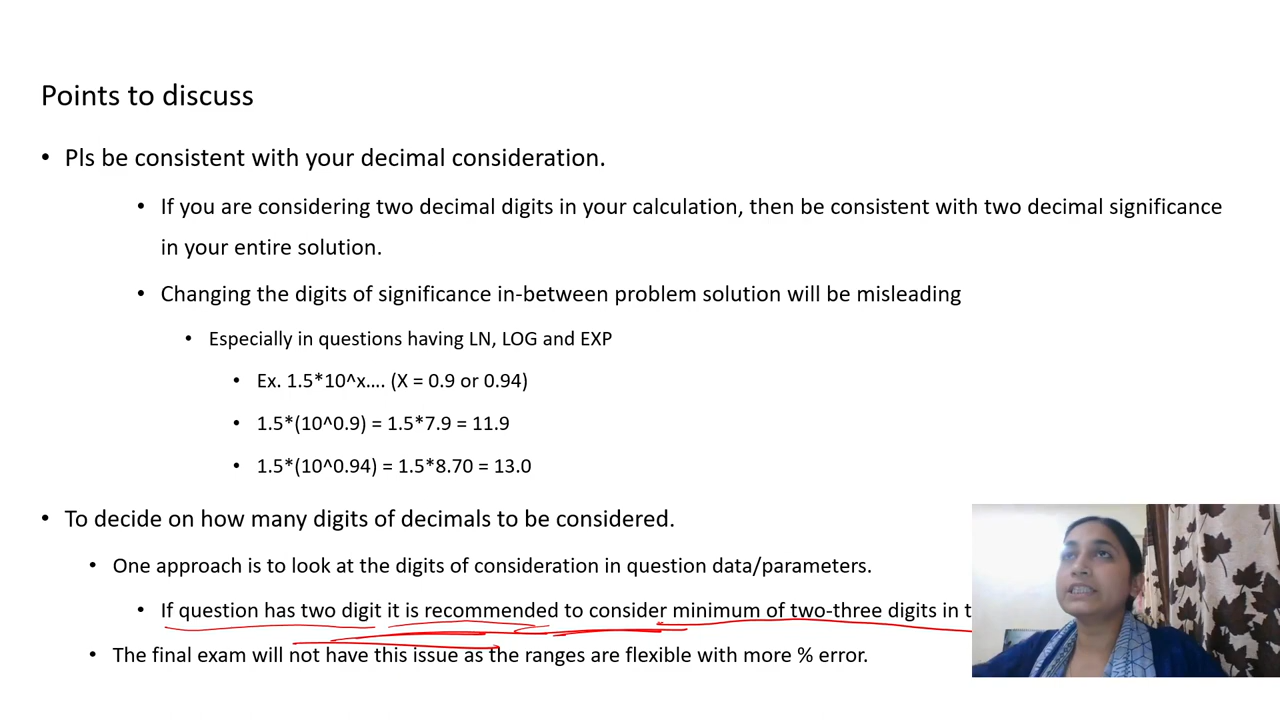 Points to discuss
• Pls be consistent with your decimal consideration.
• If you are considering two decimal digits in your calculation, then be consistent with two decimal significance
in your entire solution.
• Changing the digits of significance in-between problem solution will be misleading
• Especially in questions having LN, LOG and EXP
• Ex. 1.5*10^x.... (X = 0.9 or 0.94)
• 1.5*(10^0.9) = 1.5*7.9 = 11.9
• 1.5*(10^0.94) = 1.5*8.70 = 13.0
• To decide on how many digits of decimals to be considered.
• One approach is to look at the digits of consideration in question data/parameters.
• If question has two digit it is recommended to consider minimum of two-three digits in
• The final exam will not have this issue as the ranges are flexible with more % error.